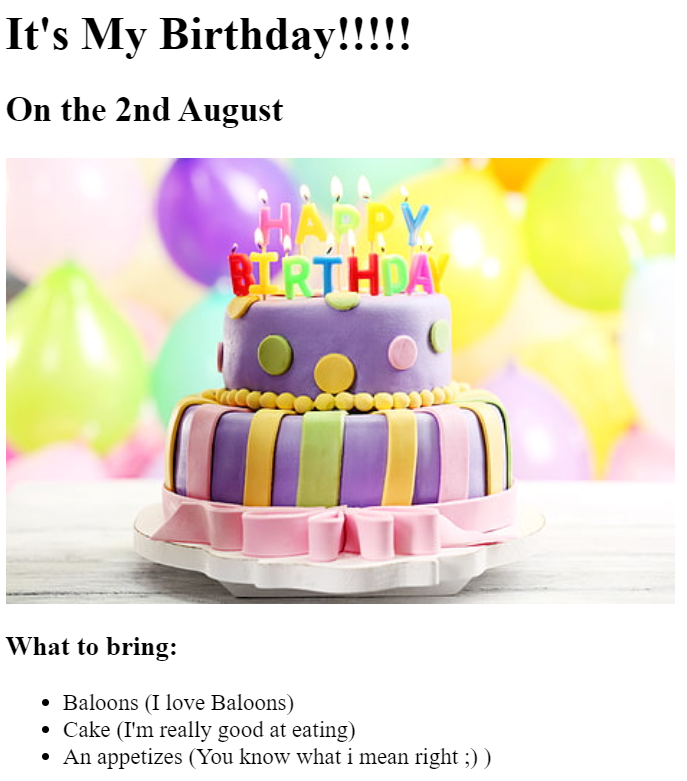 It's My Birthday!!!!!
On the 2nd August
HAPPY
BIRTHDAY
What to bring:
Baloons (I love Baloons)
Cake (I'm really good at eating)
An appetizes (You know what i mean right ;) )